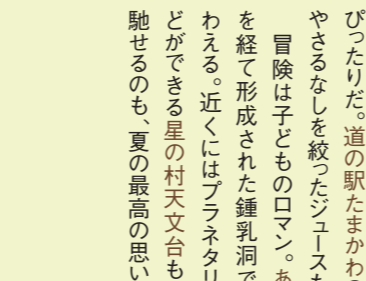 ぴったりだ。道の駅たまかわ
やさるなしを絞ったジュース
冒険は子どものロマン。あ
を経て形成された鍾乳洞で
わえる。近くにはプラネタリ
どができる星の村天文台も
馳せるのも、夏の最高の思い